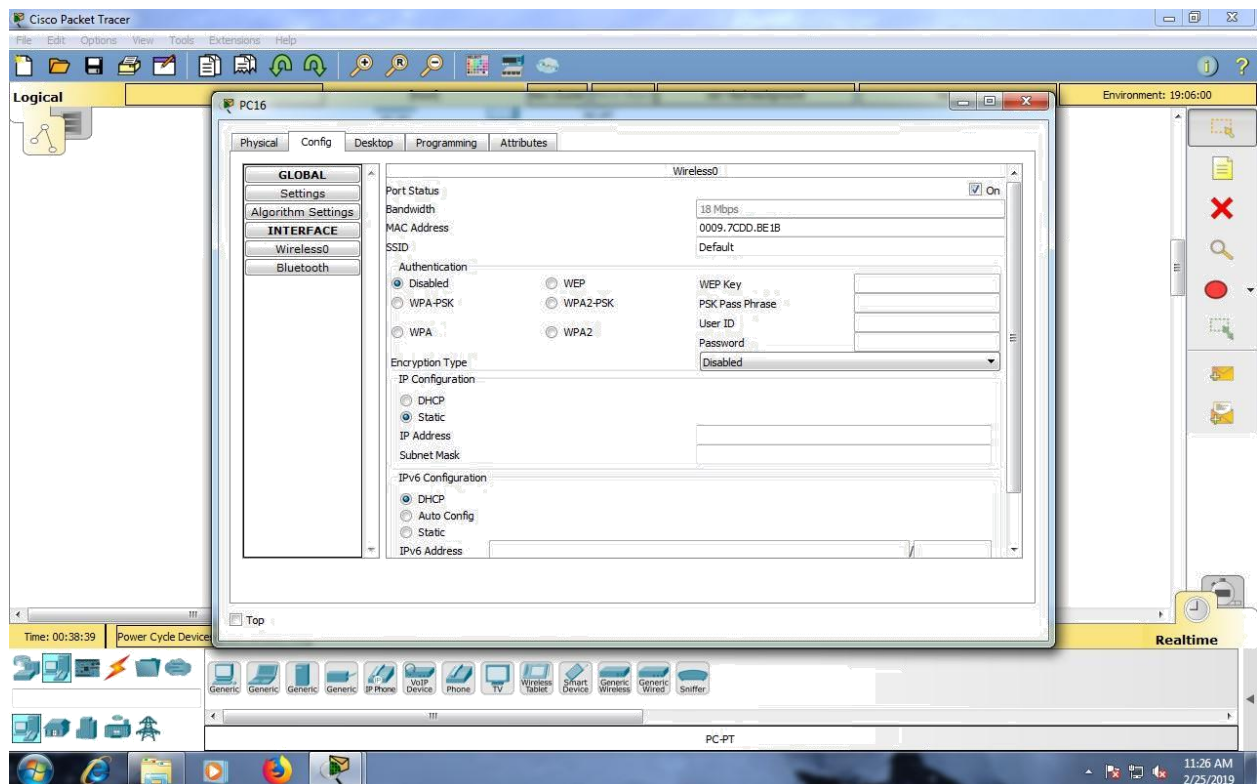 Cisco Packet Tracer
File Edit Options View Tools Extensions Help
Logical
Environment: 19:06:00
PC16
Physical Config Desktop Programming Attributes
GLOBAL
Settings
Algorithm Settings
INTERFACE
Wireless0
Bluetooth
Wireless0
Port Status On
Bandwidth 18 Mbps
MAC Address 0009.7CDD.BE1B
SSID Default
Authentication
Disabled WEP WEP Key
WPA-PSK WPA2-PSK PSK Pass Phrase
User ID
WPA WPA2
Password
Encryption Type Disabled
IP Configuration
DHCP
Static
IP Address
Subnet Mask
IPv6 Configuration
DHCP
Auto Config
Static
IPv6 Address /
Top
Time: 00:38:39 Power Cycle Device
Realtime
Generic Generic Generic Generic IP Phone VoIP Device Phone TV Wireless Tablet Smart Device Generic Wireless Generic Wired Sniffer
PC-PT
11:26 AM
2/25/2019